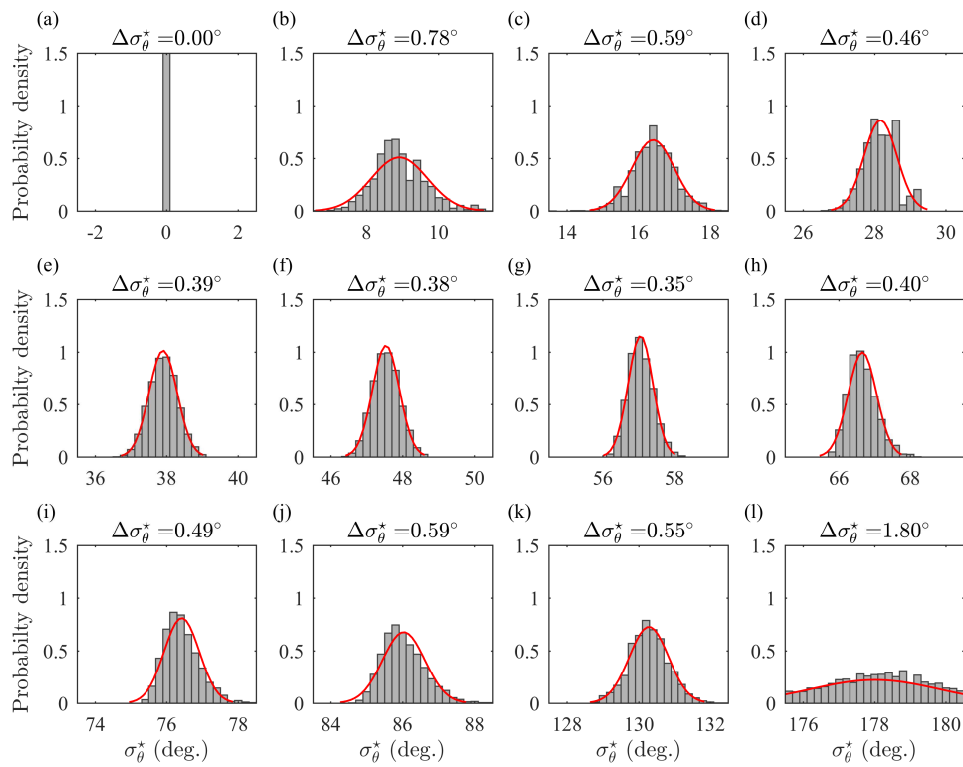 (a) (b) (c) (d)
Δσ*θ=0.00° Δσ*θ=0.78° Δσ*θ=0.59° Δσ*θ=0.46°
Probabilty density
1.5 1.5 1.5 1.5
1 1 1 1
0.5 0.5 0.5 0.5
0 0 0 0
-2 0 2 8 10 14 16 18 26 28 30
(e) (f) (g) (h)
Δσ*θ=0.39° Δσ*θ=0.38° Δσ*θ=0.35° Δσ*θ=0.40°
Probabilty density
1.5 1.5 1.5 1.5
1 1 1 1
0.5 0.5 0.5 0.5
0 0 0 0
36 38 40 46 48 50 56 58 66 68
(i) (j) (k) (l)
Δσ*θ=0.49° Δσ*θ=0.59° Δσ*θ=0.55° Δσ*θ=1.80°
Probabilty density
1.5 1.5 1.5 1.5
1 1 1 1
0.5 0.5 0.5 0.5
0 0 0 0
74 76 78 84 86 88 128 130 132 176 178 180
σ*θ (deg.) σ*θ (deg.) σ*θ (deg.) σ*θ (deg.)